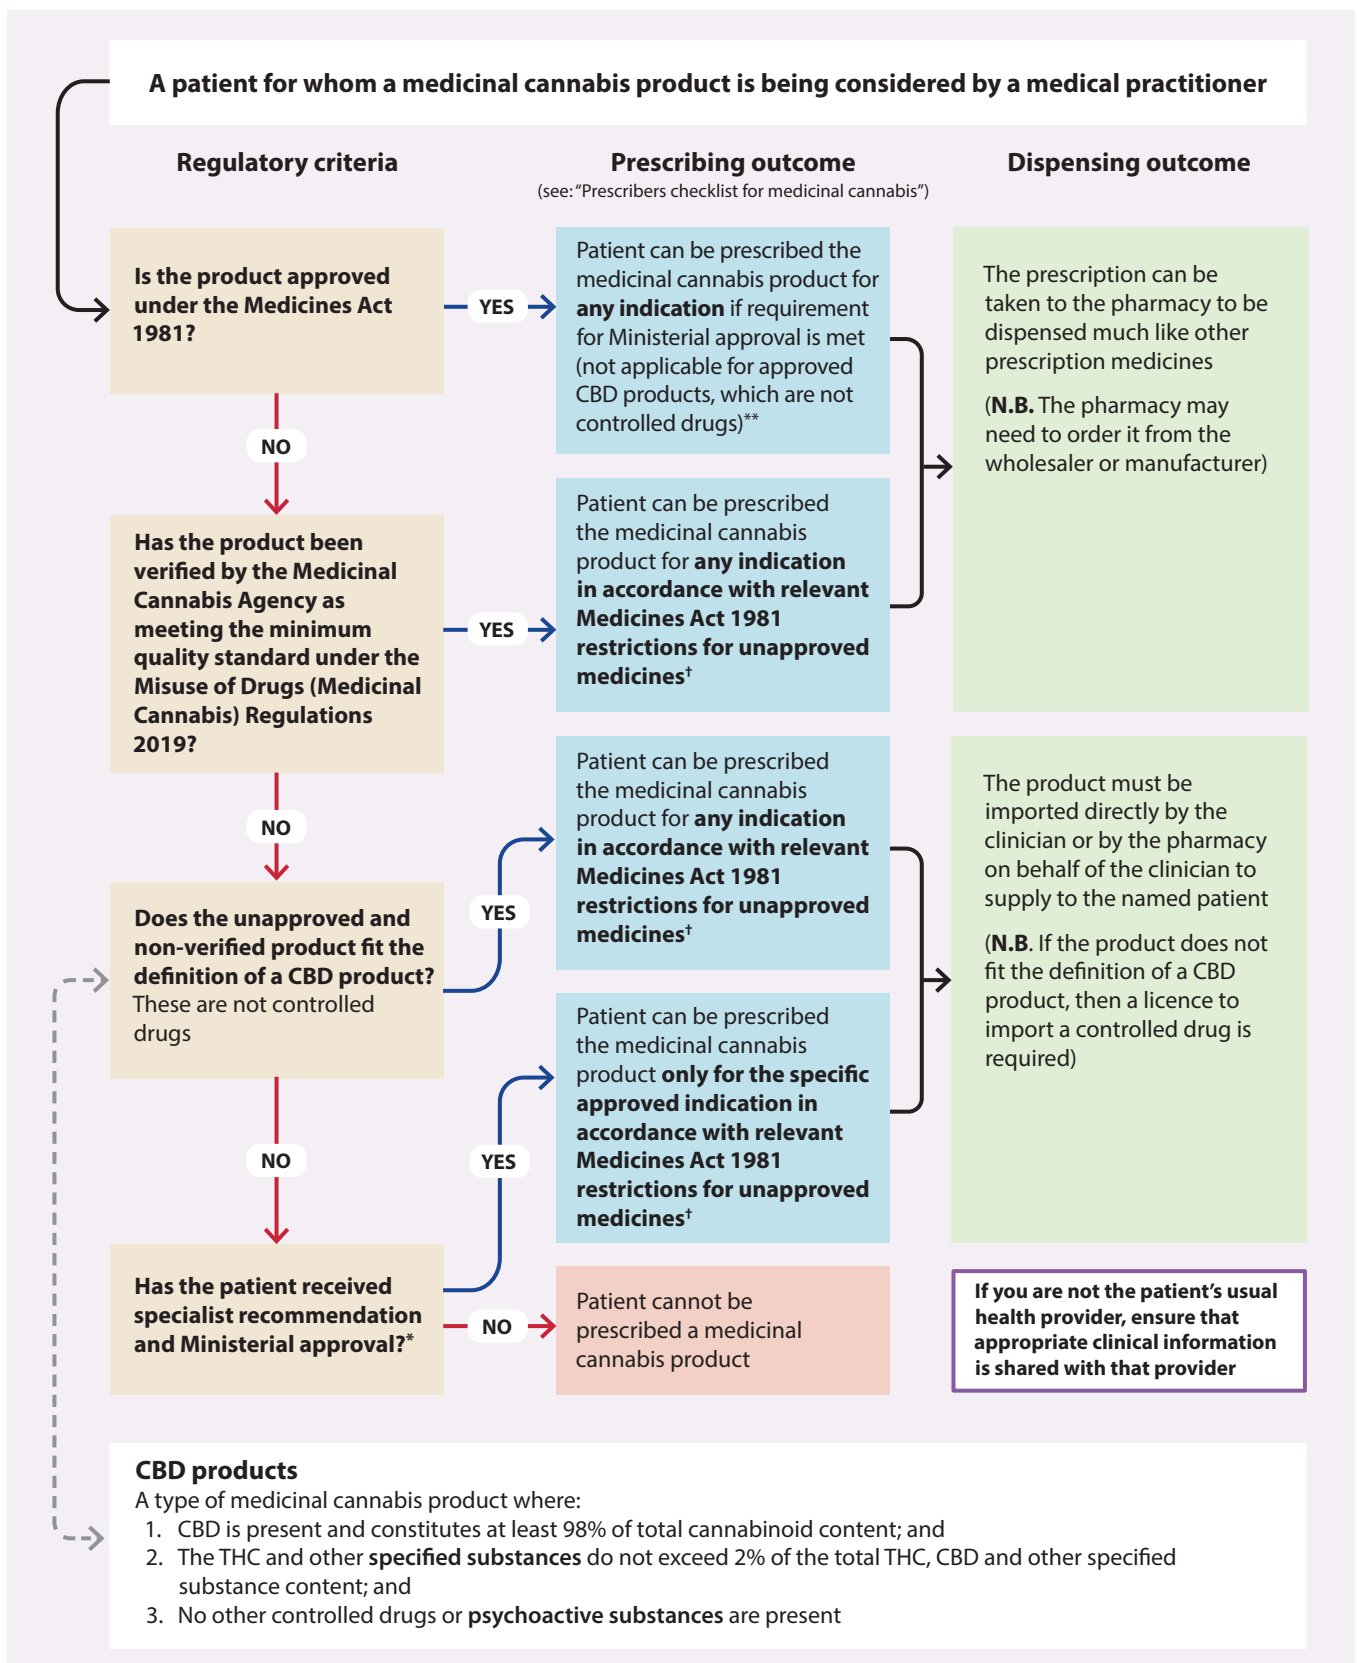 A patient for whom a medicinal cannabis product is being considered by a medical practitioner
Regulatory criteria
Prescribing outcome
(see: “Prescribers checklist for medicinal cannabis”)
Dispensing outcome
Is the product approved
under the Medicines Act
1981?
YES
Patient can be prescribed the
medicinal cannabis product for
any indication if requirement
for Ministerial approval is met
(not applicable for approved
CBD products, which are not
controlled drugs)**
The prescription can be
taken to the pharmacy to be
dispensed much like other
prescription medicines
(N.B. The pharmacy may
need to order it from the
wholesaler or manufacturer)
NO
Has the product been
verified by the Medicinal
Cannabis Agency as
meeting the minimum
quality standard under the
Misuse of Drugs (Medicinal
Cannabis) Regulations
2019?
YES
Patient can be prescribed
the medicinal cannabis
product for any indication
in accordance with relevant
Medicines Act 1981
restrictions for unapproved
medicines†
NO
Does the unapproved and
non-verified product fit the
definition of a CBD product?
These are not controlled
drugs
YES
Patient can be prescribed
the medicinal cannabis
product for any indication
in accordance with relevant
Medicines Act 1981
restrictions for unapproved
medicines†
The product must be
imported directly by the
clinician or by the pharmacy
on behalf of the clinician to
supply to the named patient
(N.B. If the product does not
fit the definition of a CBD
product, then a licence to
import a controlled drug is
required)
NO
YES
Patient can be prescribed
the medicinal cannabis
product only for the specific
approved indication in
accordance with relevant
Medicines Act 1981
restrictions for unapproved
medicines†
Has the patient received
specialist recommendation
and Ministerial approval?*
NO
Patient cannot be
prescribed a medicinal
cannabis product
If you are not the patient’s usual
health provider, ensure that
appropriate clinical information
is shared with that provider
CBD products
A type of medicinal cannabis product where:
1. CBD is present and constitutes at least 98% of total cannabinoid content; and
2. The THC and other specified substances do not exceed 2% of the total THC, CBD and other specified
substance content; and
3. No other controlled drugs or psychoactive substances are present